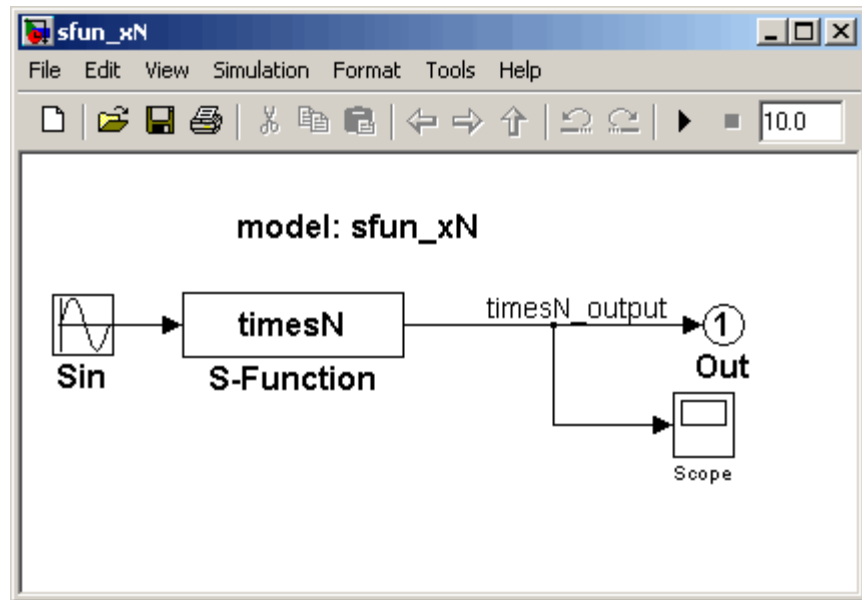 sfun_xN
File Edit View Simulation Format Tools Help
10.0
model: sfun_xN
timesN
timesN_output
1
Sin
S-Function
Out
Scope